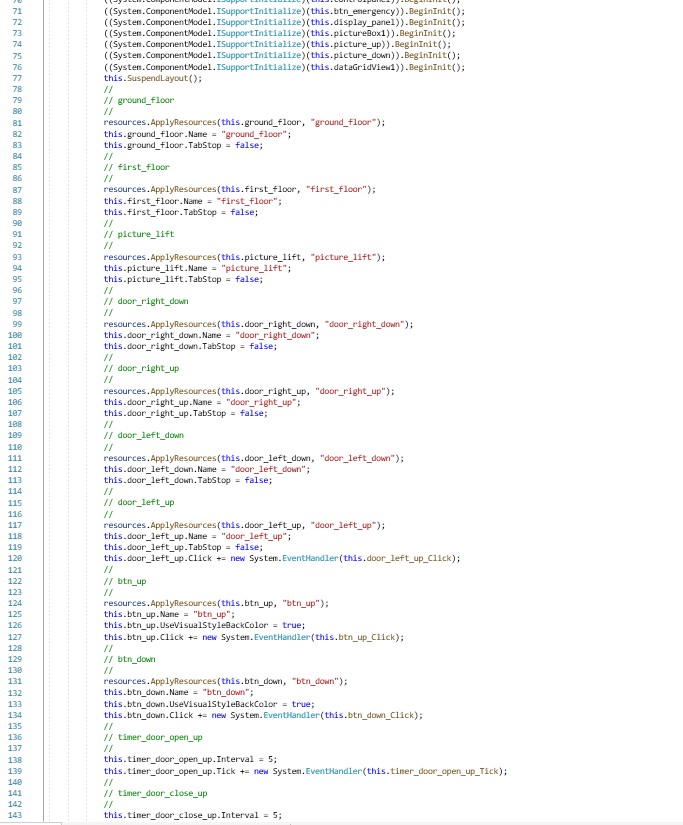 70 ((System.ComponentModel.ISupportInitialize)(this.controlpanel)).BeginInit();
71 ((System.ComponentModel.ISupportInitialize)(this.btn_emergency)).BeginInit();
72 ((System.ComponentModel.ISupportInitialize)(this.display_panel)).BeginInit();
73 ((System.ComponentModel.ISupportInitialize)(this.pictureBox1)).BeginInit();
74 ((System.ComponentModel.ISupportInitialize)(this.picture_up)).BeginInit();
75 ((System.ComponentModel.ISupportInitialize)(this.picture_down)).BeginInit();
76 ((System.ComponentModel.ISupportInitialize)(this.dataGridView1)).BeginInit();
77 this.SuspendLayout();
78 //
79 // ground_floor
80 //
81 resources.ApplyResources(this.ground_floor, "ground_floor");
82 this.ground_floor.Name = "ground_floor";
83 this.ground_floor.TabStop = false;
84 //
85 // first_floor
86 //
87 resources.ApplyResources(this.first_floor, "first_floor");
88 this.first_floor.Name = "first_floor";
89 this.first_floor.TabStop = false;
90 //
91 // picture_lift
92 //
93 resources.ApplyResources(this.picture_lift, "picture_lift");
94 this.picture_lift.Name = "picture_lift";
95 this.picture_lift.TabStop = false;
96 //
97 // door_right_down
98 //
99 resources.ApplyResources(this.door_right_down, "door_right_down");
100 this.door_right_down.Name = "door_right_down";
101 this.door_right_down.TabStop = false;
102 //
103 // door_right_up
104 //
105 resources.ApplyResources(this.door_right_up, "door_right_up");
106 this.door_right_up.Name = "door_right_up";
107 this.door_right_up.TabStop = false;
108 //
109 // door_left_down
110 //
111 resources.ApplyResources(this.door_left_down, "door_left_down");
112 this.door_left_down.Name = "door_left_down";
113 this.door_left_down.TabStop = false;
114 //
115 // door_left_up
116 //
117 resources.ApplyResources(this.door_left_up, "door_left_up");
118 this.door_left_up.Name = "door_left_up";
119 this.door_left_up.TabStop = false;
120 this.door_left_up.Click += new System.EventHandler(this.door_left_up_Click);
121 //
122 // btn_up
123 //
124 resources.ApplyResources(this.btn_up, "btn_up");
125 this.btn_up.Name = "btn_up";
126 this.btn_up.UseVisualStyleBackColor = true;
127 this.btn_up.Click += new System.EventHandler(this.btn_up_Click);
128 //
129 // btn_down
130 //
131 resources.ApplyResources(this.btn_down, "btn_down");
132 this.btn_down.Name = "btn_down";
133 this.btn_down.UseVisualStyleBackColor = true;
134 this.btn_down.Click += new System.EventHandler(this.btn_down_Click);
135 //
136 // timer_door_open_up
137 //
138 this.timer_door_open_up.Interval = 5;
139 this.timer_door_open_up.Tick += new System.EventHandler(this.timer_door_open_up_Tick);
140 //
141 // timer_door_close_up
142 //
143 this.timer_door_close_up.Interval = 5;